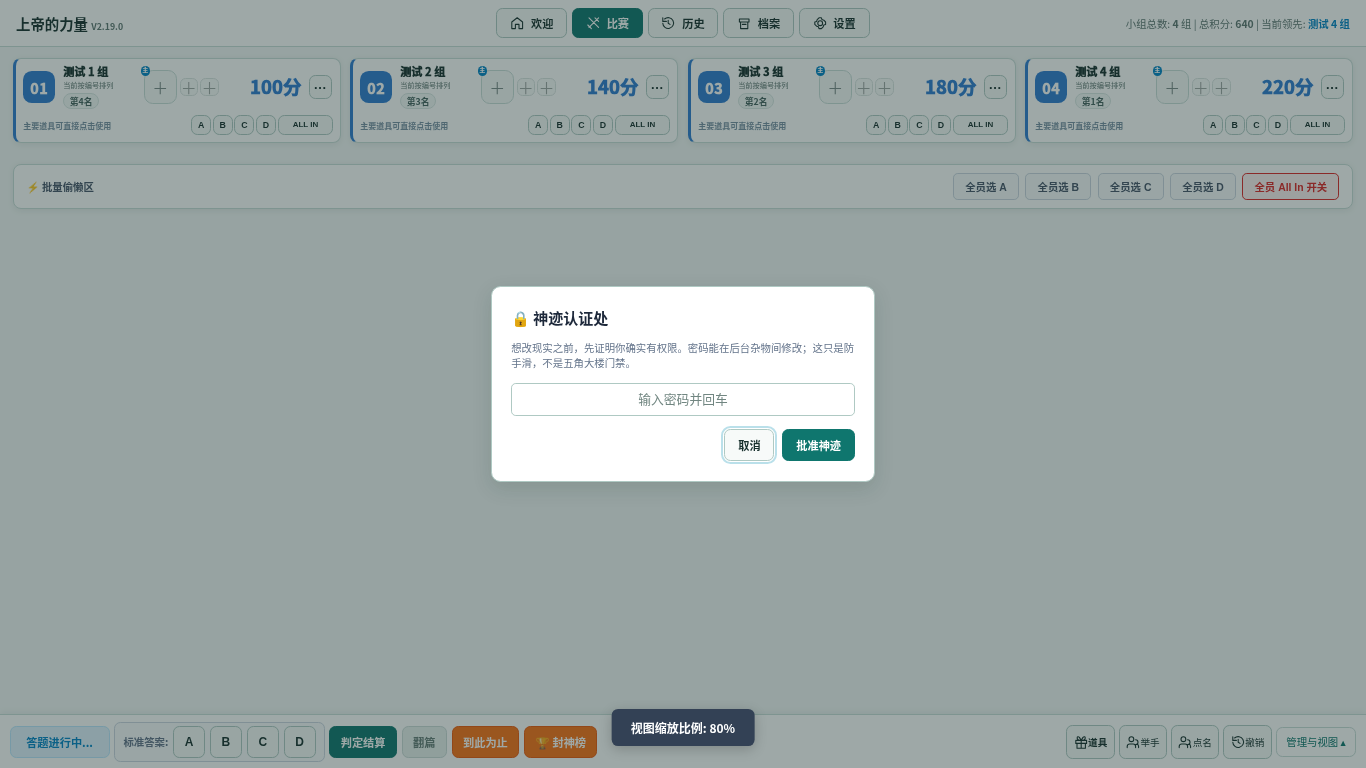 上帝的力量 V2.19.0
欢迎
比赛
历史
档案
设置
小组总数: 4 组 | 总积分: 640 | 当前领先: 测试 4 组
01
测试 1 组
当前按编号排列
第4名
主
100分
...
主要道具可直接点击使用
A
B
C
D
ALL IN
02
测试 2 组
当前按编号排列
第3名
主
140分
...
主要道具可直接点击使用
A
B
C
D
ALL IN
03
测试 3 组
当前按编号排列
第2名
主
180分
...
主要道具可直接点击使用
A
B
C
D
ALL IN
04
测试 4 组
当前按编号排列
第1名
主
220分
...
主要道具可直接点击使用
A
B
C
D
ALL IN
⚡ 批量偷懒区
全员选 A
全员选 B
全员选 C
全员选 D
全员 All In 开关
🔒 神迹认证处
想改现实之前，先证明你确实有权限。密码能在后台杂物间修改；这只是防
手滑，不是五角大楼门禁。
输入密码并回车
取消
批准神迹
视图缩放比例: 80%
答题进行中...
标准答案:
A
B
C
D
判定结算
翻篇
到此为止
🏆 封神榜
道具
举手
点名
撤销
管理与视图 ▴